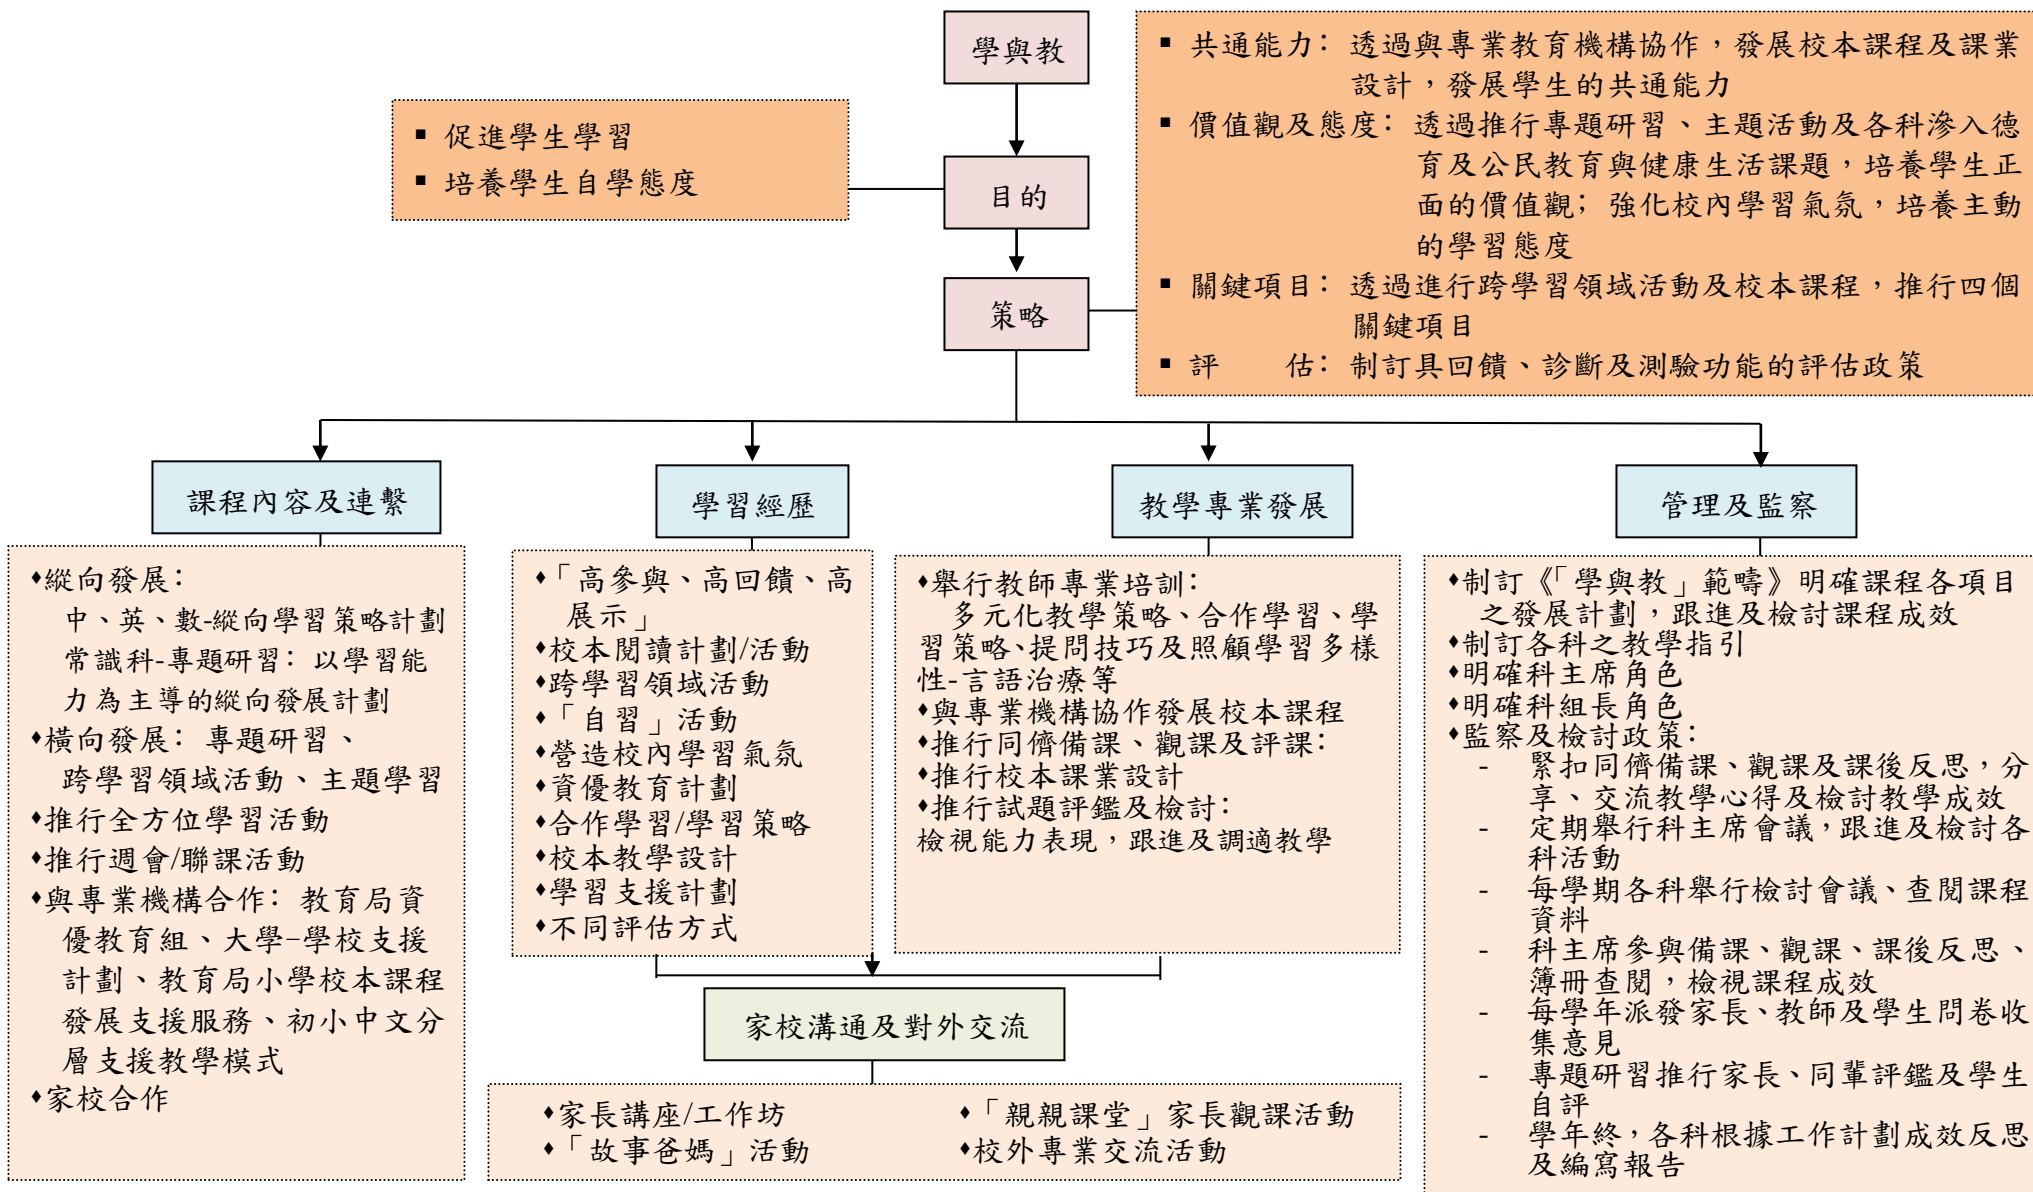 學與教
▪ 促進學生學習
▪ 培養學生自學態度
目的
策略
▪ 共通能力：透過與專業教育機構協作，發展校本課程及課業
設計，發展學生的共通能力
▪ 價值觀及態度：透過推行專題研習、主題活動及各科滲入德
育及公民教育與健康生活課題，培養學生正
面的價值觀；強化校內學習氣氛，培養主動
的學習態度
▪ 關鍵項目：透過進行跨學習領域活動及校本課程，推行四個
關鍵項目
▪ 評　　估：制訂具回饋、診斷及測驗功能的評估政策
課程內容及連繫
♦縱向發展：
中、英、數-縱向學習策略計劃
常識科-專題研習：以學習能
力為主導的縱向發展計劃
♦橫向發展：專題研習、
跨學習領域活動、主題學習
♦推行全方位學習活動
♦推行週會/聯課活動
♦與專業機構合作：教育局資
優教育組、大學–學校支援
計劃、教育局小學校本課程
發展支援服務、初小中文分
層支援教學模式
♦家校合作
學習經歷
♦「高參與、高回饋、高
展示」
♦校本閱讀計劃/活動
♦跨學習領域活動
♦「自習」活動
♦營造校內學習氣氛
♦資優教育計劃
♦合作學習/學習策略
♦校本教學設計
♦學習支援計劃
♦不同評估方式
教學專業發展
♦舉行教師專業培訓：
多元化教學策略、合作學習、學
習策略、提問技巧及照顧學習多樣
性-言語治療等
♦與專業機構協作發展校本課程
♦推行同儕備課、觀課及評課：
♦推行校本課業設計
♦推行試題評鑑及檢討：
檢視能力表現，跟進及調適教學
管理及監察
♦制訂《「學與教」範疇》明確課程各項目
之發展計劃，跟進及檢討課程成效
♦制訂各科之教學指引
♦明確科主席角色
♦明確科組長角色
♦監察及檢討政策：
- 緊扣同儕備課、觀課及課後反思，分
享、交流教學心得及檢討教學成效
- 定期舉行科主席會議，跟進及檢討各
科活動
- 每學期各科舉行檢討會議、查閱課程
資料
- 科主席參與備課、觀課、課後反思、
簿冊查閱，檢視課程成效
- 每學年派發家長、教師及學生問卷收
集意見
- 專題研習推行家長、同輩評鑑及學生
自評
- 學年終，各科根據工作計劃成效反思
及編寫報告
家校溝通及對外交流
♦家長講座/工作坊
♦「親親課堂」家長觀課活動
♦「故事爸媽」活動
♦校外專業交流活動